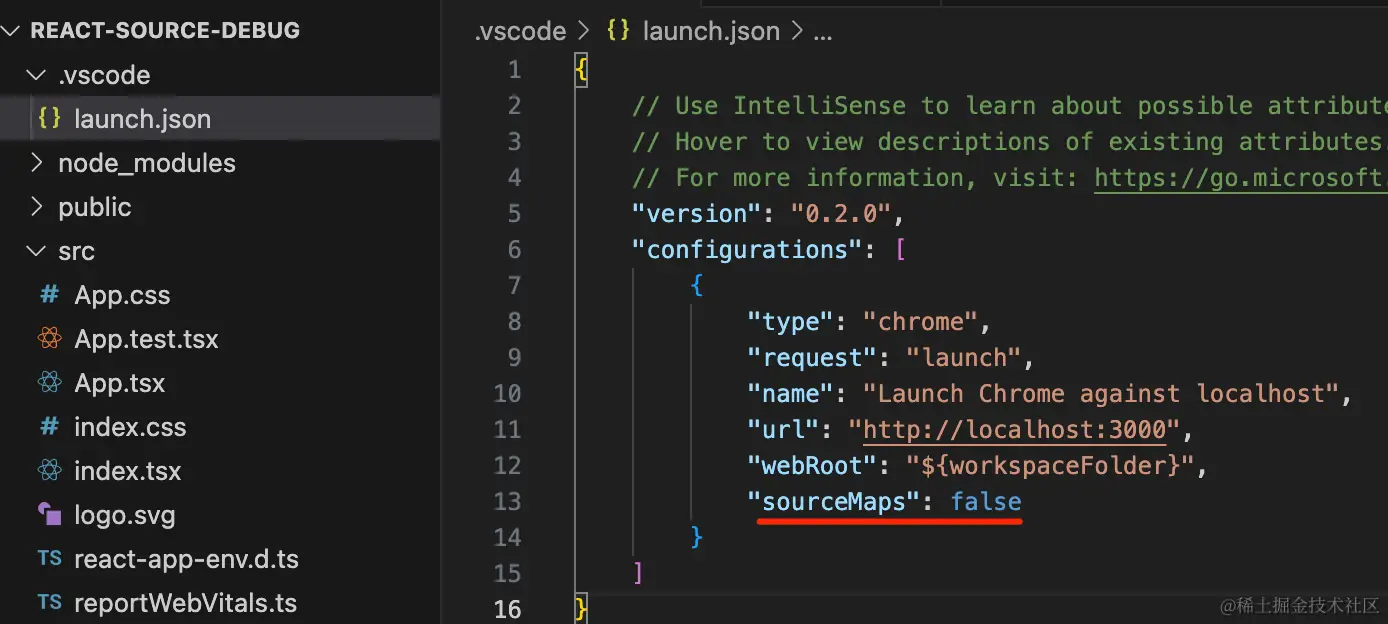 REACT-SOURCE-DEBUG
.vscode
{} launch.json
node_modules
public
src
# App.css
App.test.tsx
App.tsx
# index.css
index.tsx
logo.svg
TS react-app-env.d.ts
TS reportWebVitals.ts
.vscode > {} launch.json > ...
1 {
2 // Use IntelliSense to learn about possible attribute
3 // Hover to view descriptions of existing attributes.
4 // For more information, visit: https://go.microsoft.
5 "version": "0.2.0",
6 "configurations": [
7 {
8 "type": "chrome",
9 "request": "launch",
10 "name": "Launch Chrome against localhost",
11 "url": "http://localhost:3000",
12 "webRoot": "${workspaceFolder}",
13 "sourceMaps": false
14 }
15 ]
16 }
@稀土掘金技术社区